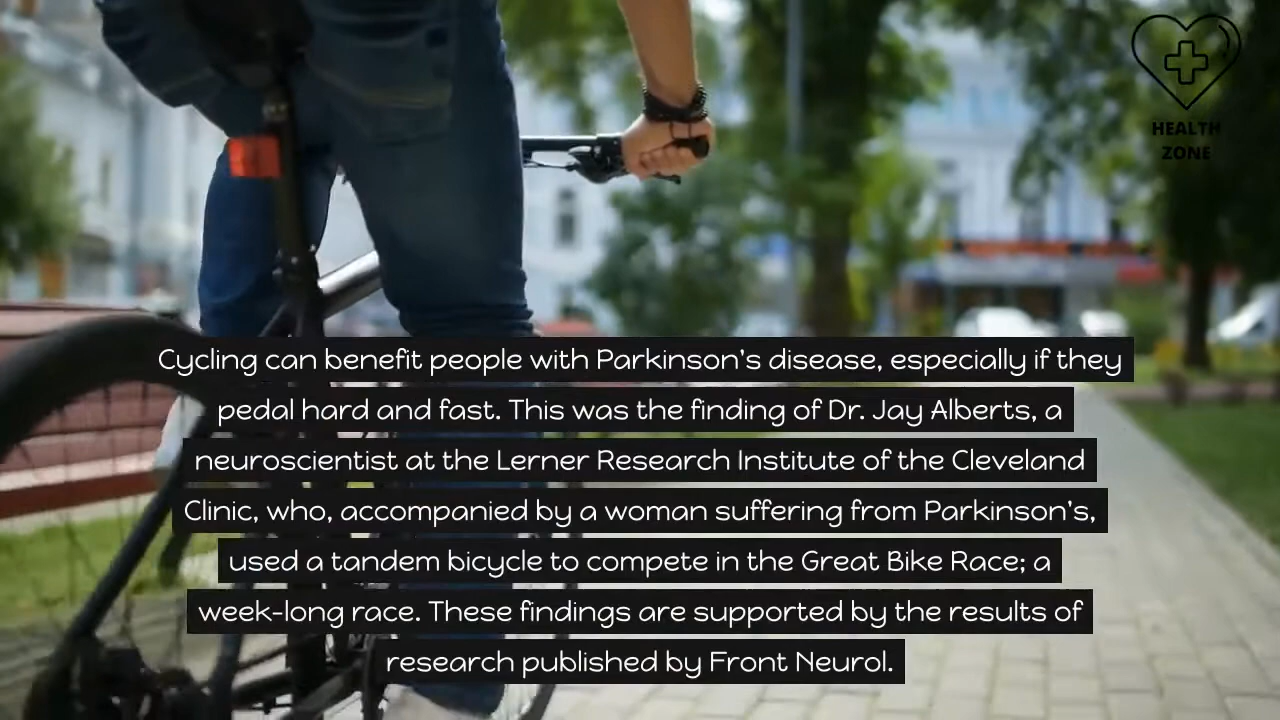 HEALTH
ZONE
Cycling can benefit people with Parkinson's disease, especially if they
pedal hard and fast. This was the finding of Dr. Jay Alberts, a
neuroscientist at the Lerner Research Institute of the Cleveland
Clinic, who, accompanied by a woman suffering from Parkinson's,
used a tandem bicycle to compete in the Great Bike Race; a
week-long race. These findings are supported by the results of
research published by Front Neurol.